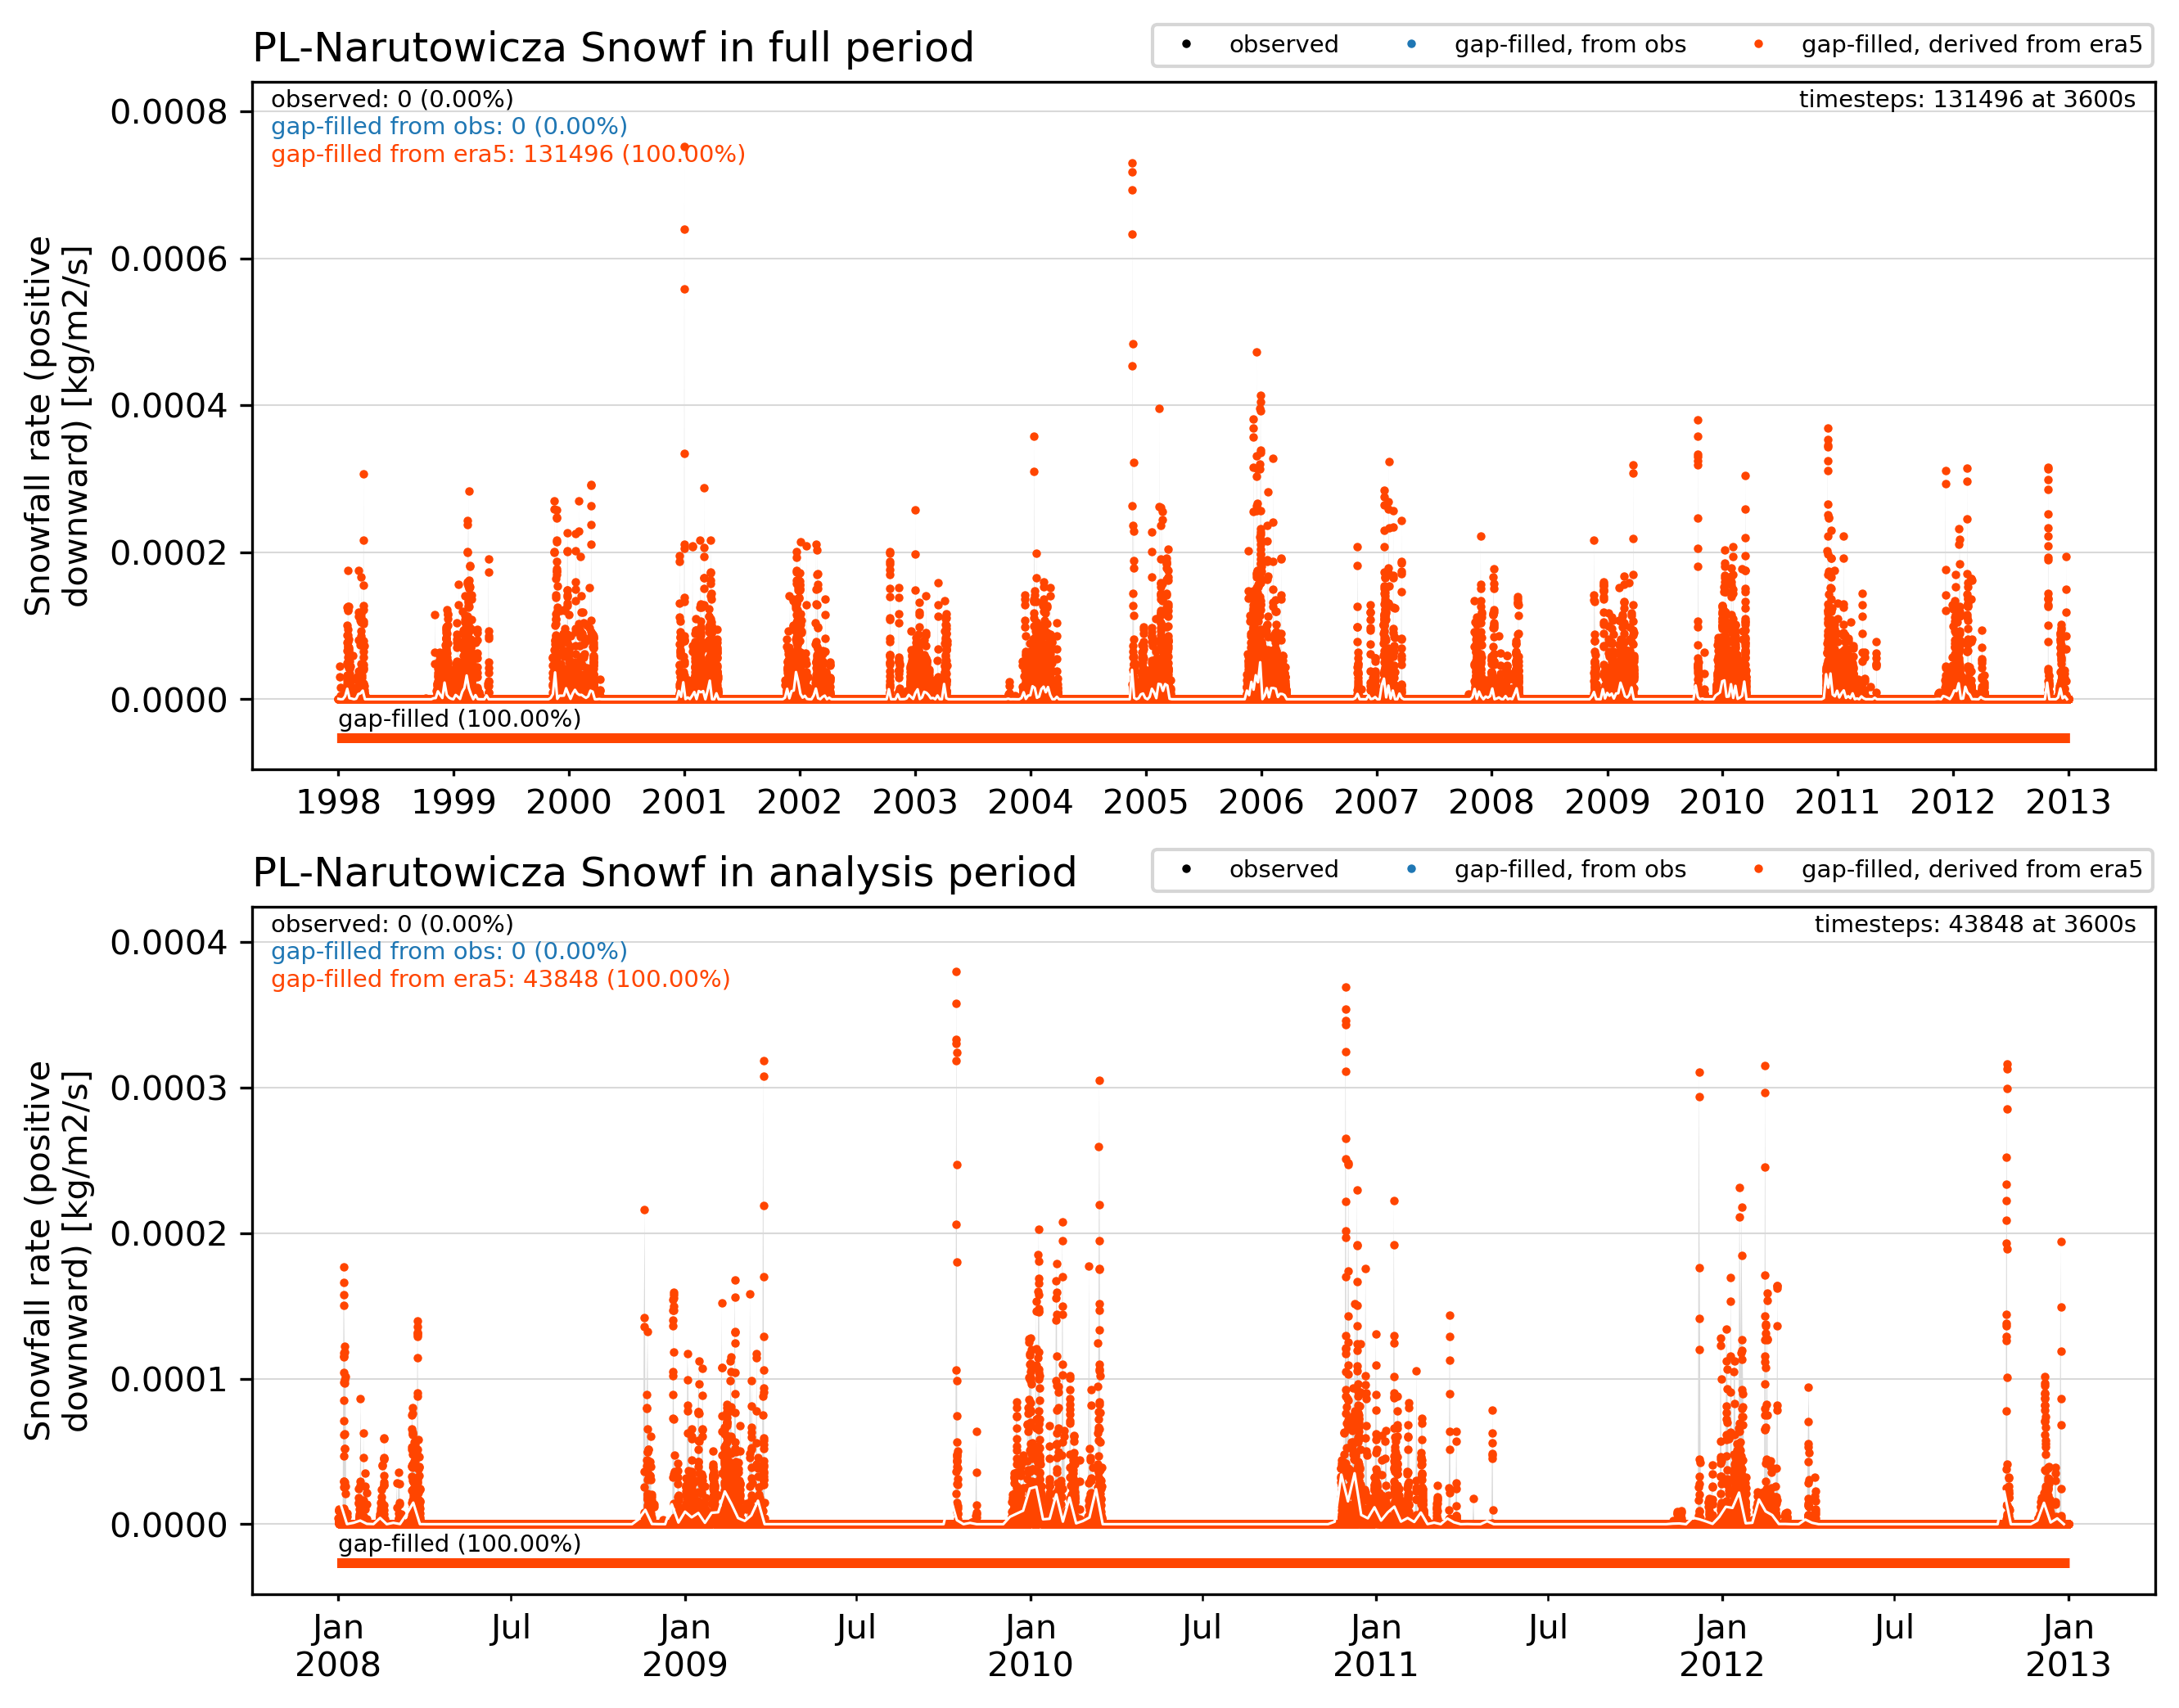 PL-Narutowicza Snowf in full period
observed
gap-filled, from obs
gap-filled, derived from era5
observed: 0 (0.00%)
gap-filled from obs: 0 (0.00%)
gap-filled from era5: 131496 (100.00%)
timesteps: 131496 at 3600s
Snowfall rate (positive
downward) [kg/m2/s]
0.0008
0.0006
0.0004
0.0002
0.0000
gap-filled (100.00%)
1998 1999 2000 2001 2002 2003 2004 2005 2006 2007 2008 2009 2010 2011 2012 2013
PL-Narutowicza Snowf in analysis period
observed
gap-filled, from obs
gap-filled, derived from era5
observed: 0 (0.00%)
gap-filled from obs: 0 (0.00%)
gap-filled from era5: 43848 (100.00%)
timesteps: 43848 at 3600s
Snowfall rate (positive
downward) [kg/m2/s]
0.0004
0.0003
0.0002
0.0001
0.0000
gap-filled (100.00%)
Jan Jul Jan Jul Jan Jul Jan Jul Jan Jul Jan
2008 2009 2010 2011 2012 2013